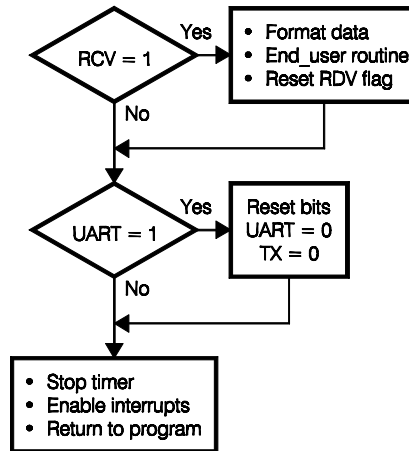 RCV = 1
Yes
• Format data
• End_user routine
• Reset RDV flag
No
UART = 1
Yes
Reset bits
UART = 0
TX = 0
No
• Stop timer
• Enable interrupts
• Return to program